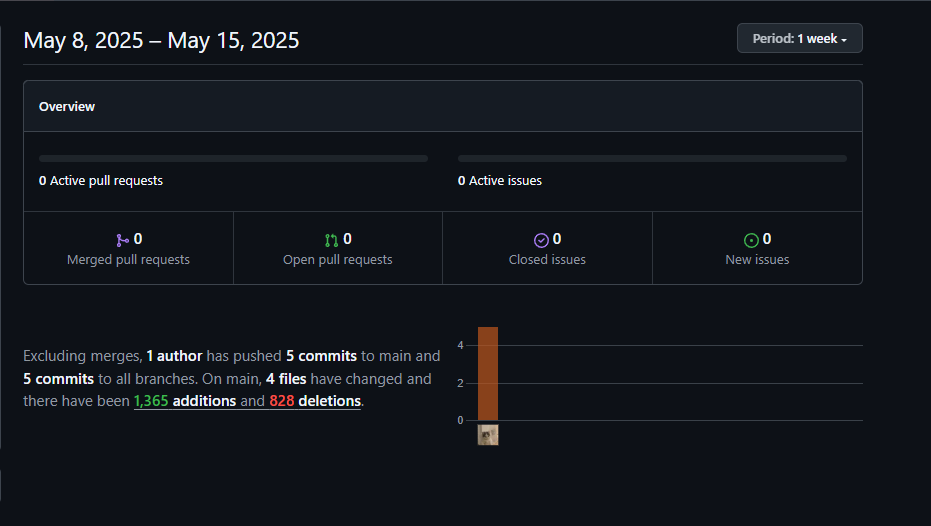 May 8, 2025 – May 15, 2025
Period: 1 week
Overview
0 Active pull requests
0 Active issues
0
Merged pull requests
0
Open pull requests
0
Closed issues
0
New issues
Excluding merges, 1 author has pushed 5 commits to main and
5 commits to all branches. On main, 4 files have changed and
there have been 1,365 additions and 828 deletions.
4
2
0